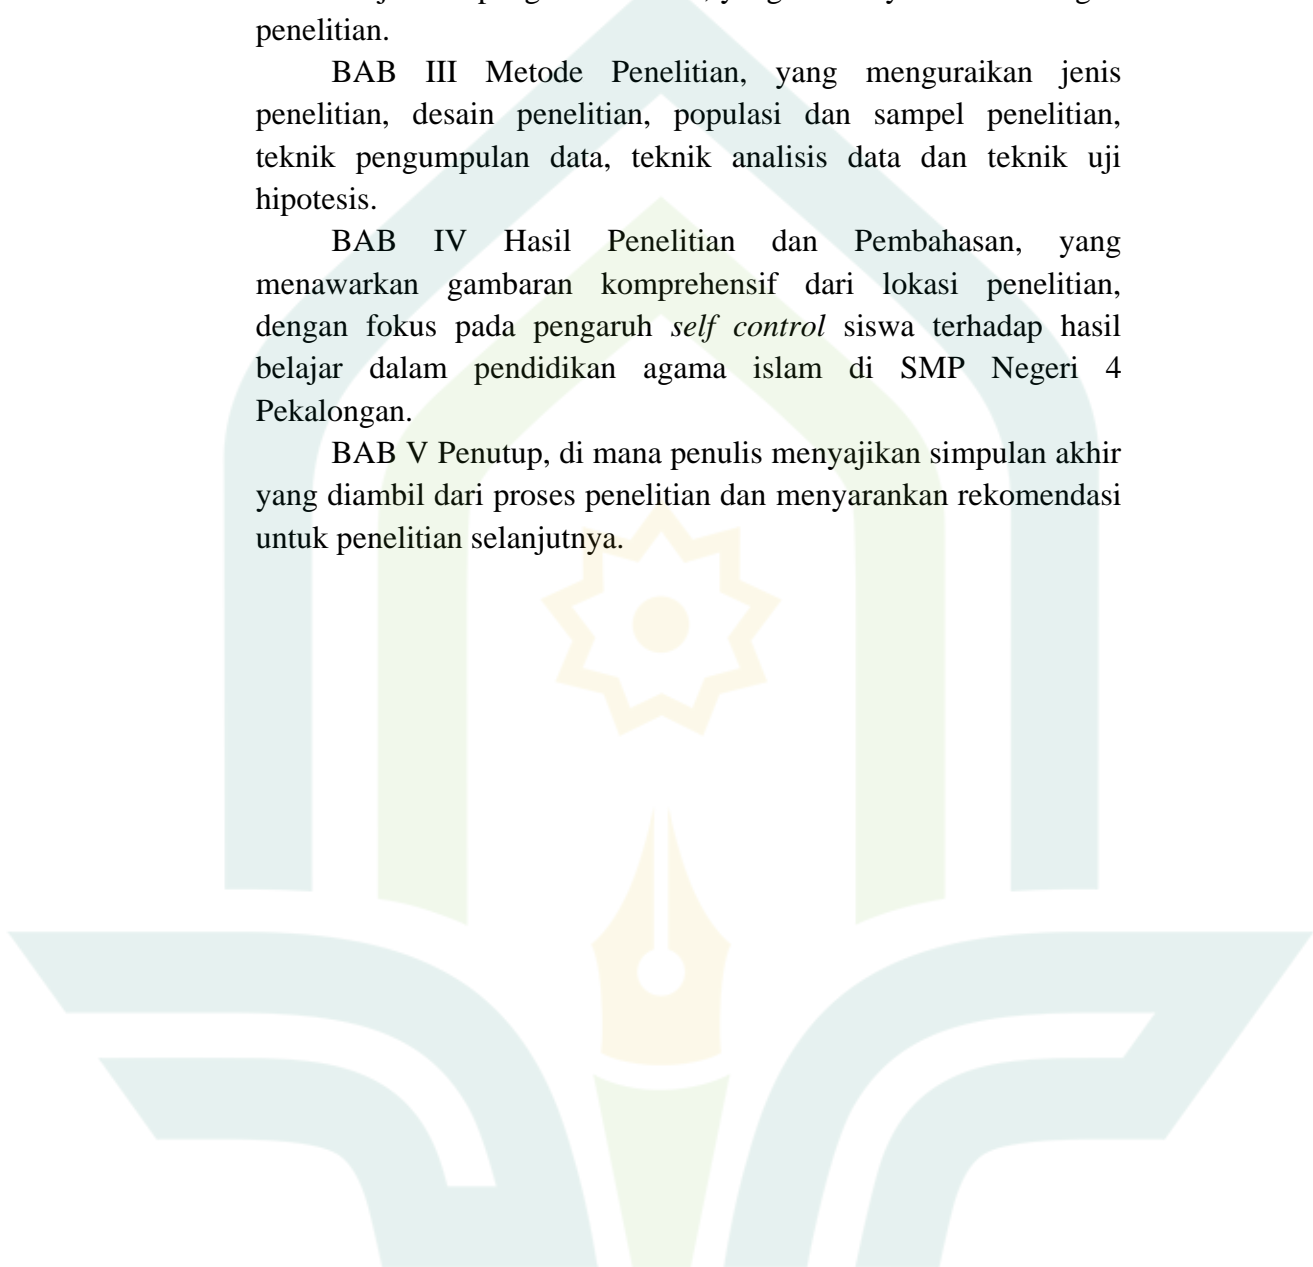 penelitian.
BAB III Metode Penelitian, yang menguraikan jenis
penelitian, desain penelitian, populasi dan sampel penelitian,
teknik pengumpulan data, teknik analisis data dan teknik uji
hipotesis.
BAB IV Hasil Penelitian dan Pembahasan, yang
menawarkan gambaran komprehensif dari lokasi penelitian,
dengan fokus pada pengaruh self control siswa terhadap hasil
belajar dalam pendidikan agama islam di SMP Negeri 4
Pekalongan.
BAB V Penutup, di mana penulis menyajikan simpulan akhir
yang diambil dari proses penelitian dan menyarankan rekomendasi
untuk penelitian selanjutnya.